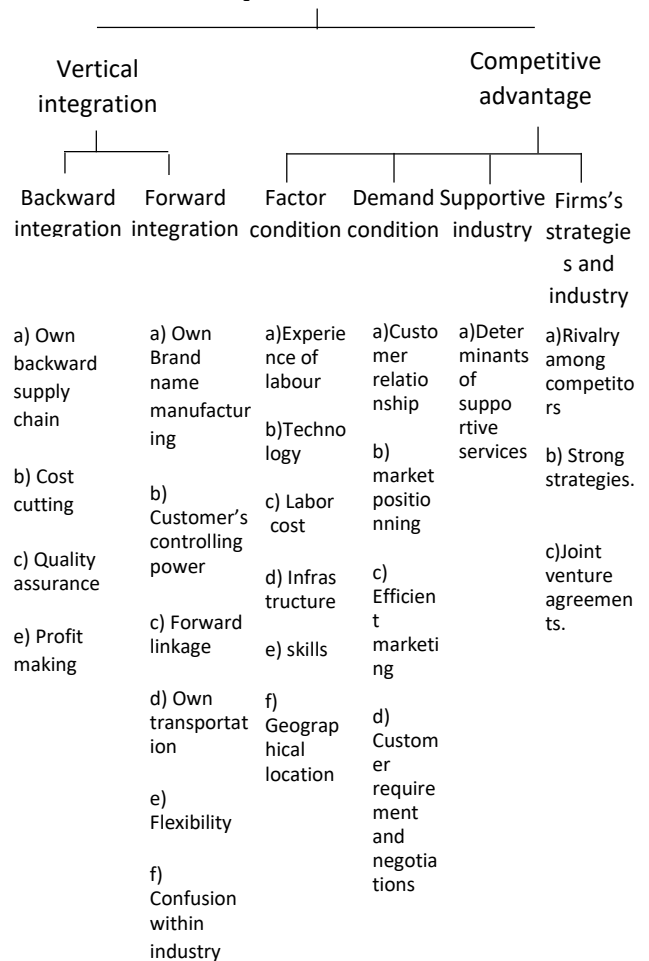 Vertical
integration
Competitive
advantage
Backward
integration
Forward
integration
Factor
condition
Demand
condition
Supportive
industry
Firms's
strategie
s and
industry
a) Own
backward
supply
chain
b) Cost
cutting
c) Quality
assurance
e) Profit
making
a) Own
Brand
name
manufactur
ing
b)
Customer's
controlling
power
c) Forward
linkage
d) Own
transportat
ion
e)
Flexibility
f)
Confusion
within
industry
a)Experie
nce of
labour
b)Techno
logy
c) Labor
cost
d) Infras
tructure
e) skills
f)
Geograp
hical
location
a)Custo
mer
relatio
nship
b)
market
positio
nning
c)
Efficien
t
marketi
ng
d)
Custom
er
require
ment
and
negotia
tions
a)Deter
minants
of
suppo
rtive
services
a)Rivalry
among
competito
rs
b) Strong
strategies.
c)Joint
venture
agreemen
ts.